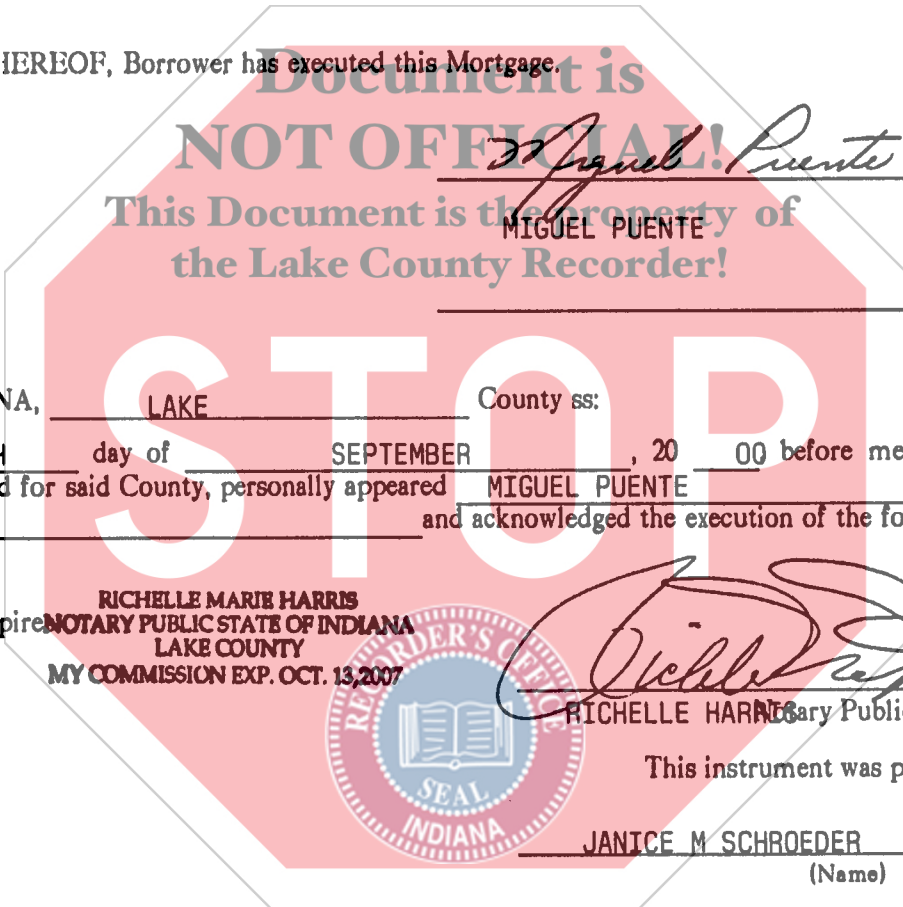 HEREOF, Borrower has executed this Mortgage.
Document is
NOT OFFICIAL!
Miguel Puente
This Document is the property of
MIGUEL PUENTE
the Lake County Recorder!
STOP
NA, LAKE County ss:
H day of SEPTEMBER , 20 00 before me
d for said County, personally appeared MIGUEL PUENTE
and acknowledged the execution of the fo
RICHELLE MARIE HARRIS
pire NOTARY PUBLIC STATE OF INDIANA
LAKE COUNTY
MY COMMISSION EXP. OCT. 13,2007
RECORDER'S OFFICE
SEAL
INDIANA
RICHELLE HARRIS Notary Publi
This instrument was p
JANICE M SCHROEDER
(Name)